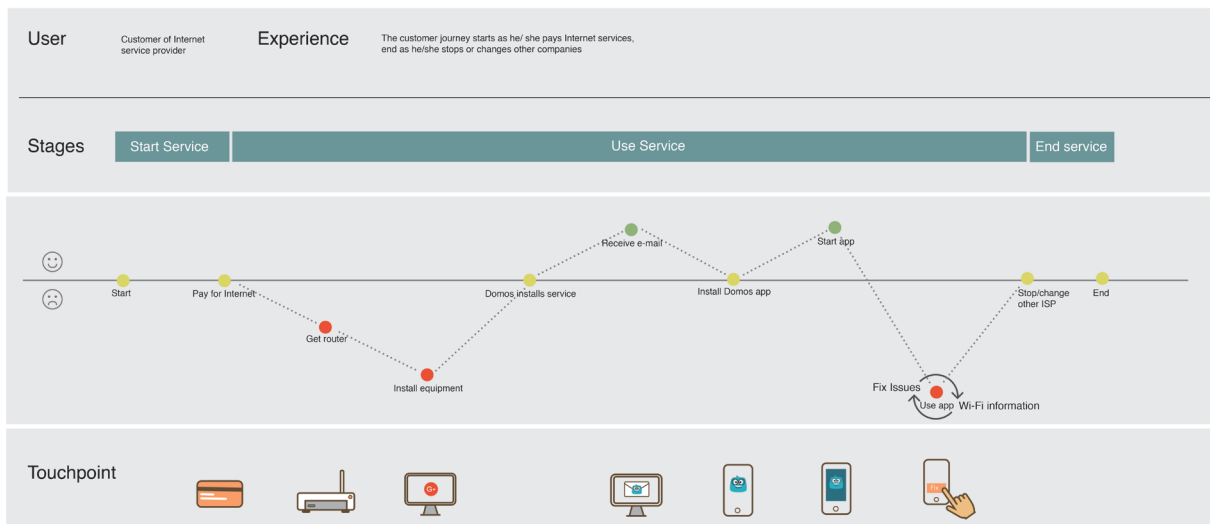 User
Customer of Internet
service provider
Experience
The customer journey starts as he/ she pays Internet services,
end as he/she stops or changes other companies
Stages
Start Service
Use Service
End service
Receive e-mail
Start app
Start
Pay for Internet
Domos installs service
Install Domos app
Stop/change
other ISP
End
Get router
Install equipment
Fix Issues
Use app
Wi-Fi information
Touchpoint
G+
fix